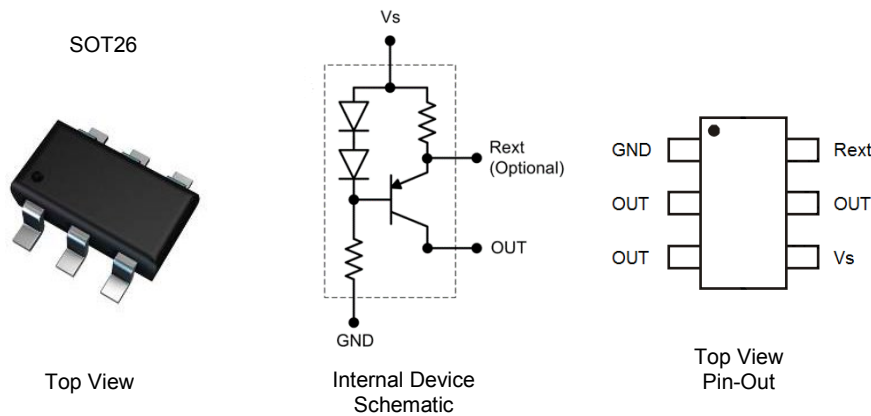 SOT26
Top View
Vs
Rext
(Optional)
OUT
GND
Internal Device
Schematic
GND
Rext
OUT
OUT
OUT
Vs
Top View
Pin-Out